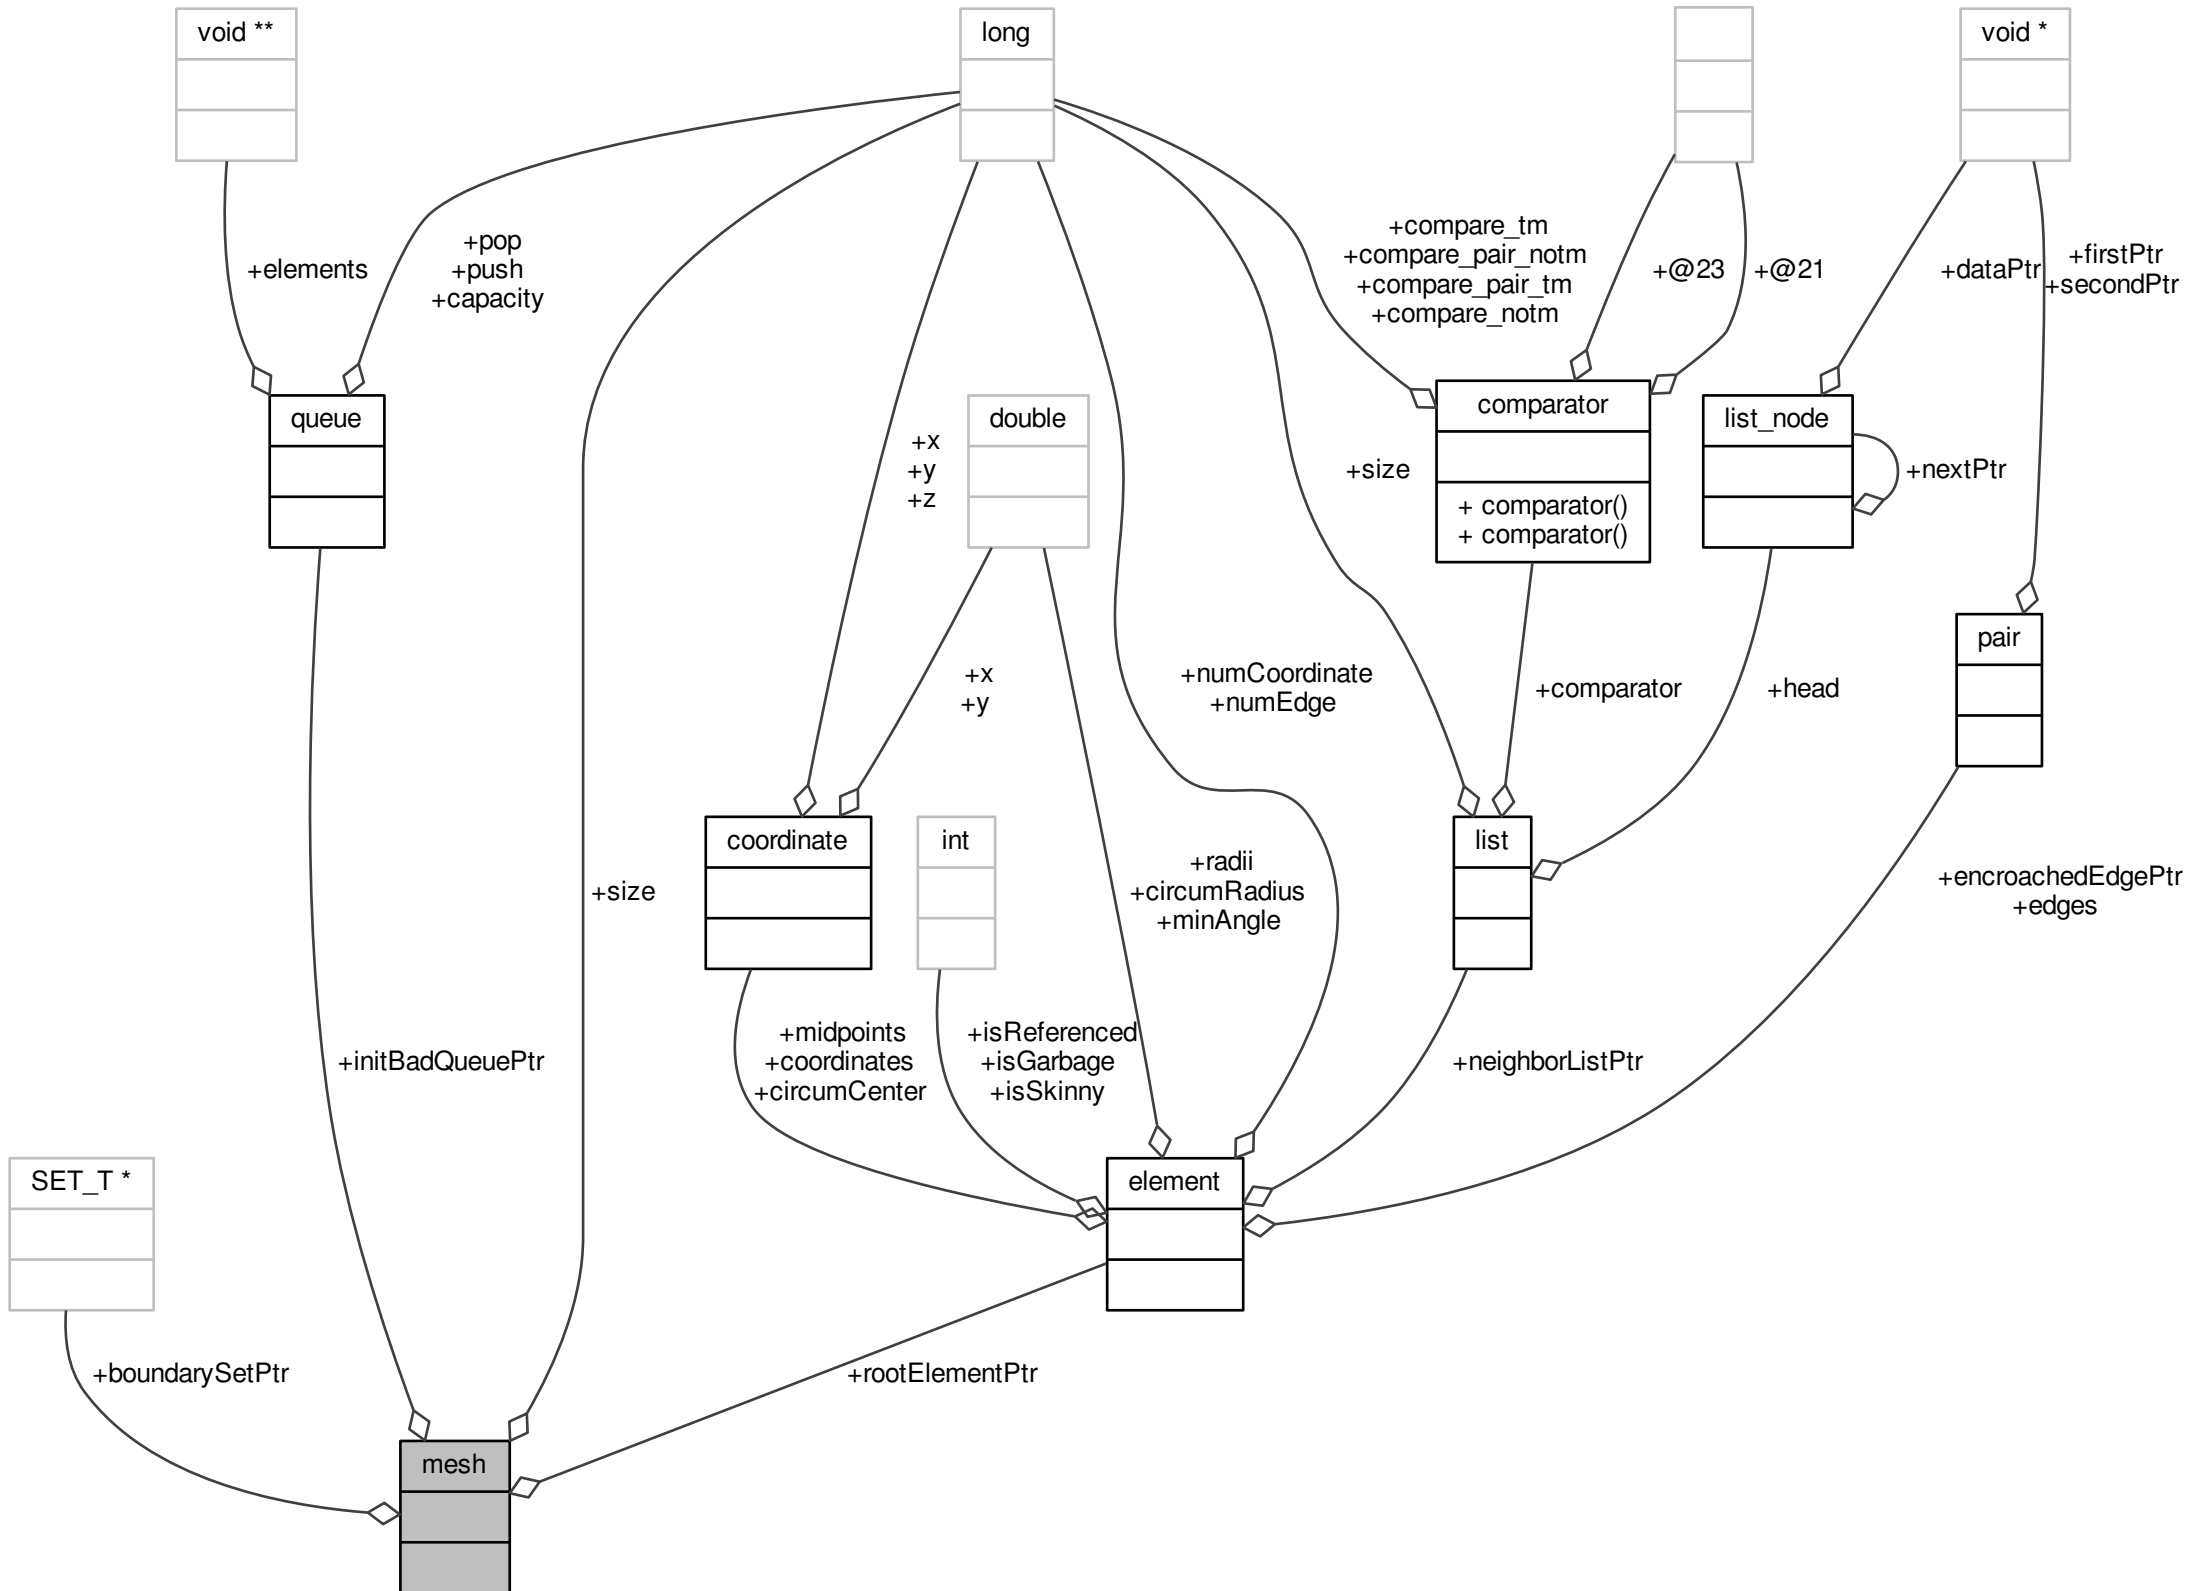 void **
long
void *
+elements
+pop
+push
+capacity
+compare_tm
+compare_pair_notm
+compare_pair_tm
+compare_notm
+@23
+@21
+dataPtr
+firstPtr
+secondPtr
queue
+x
+y
+z
double
+size
comparator
+ comparator()
+ comparator()
list_node
+nextPtr
+x
+y
+numCoordinate
+numEdge
+comparator
+head
pair
+size
coordinate
int
+radii
+circumRadius
+minAngle
list
+encroachedEdgePtr
+edges
+initBadQueuePtr
+midpoints
+coordinates
+circumCenter
+isReferenced
+isGarbage
+isSkinny
+neighborListPtr
SET_T *
element
+boundarySetPtr
+rootElementPtr
mesh